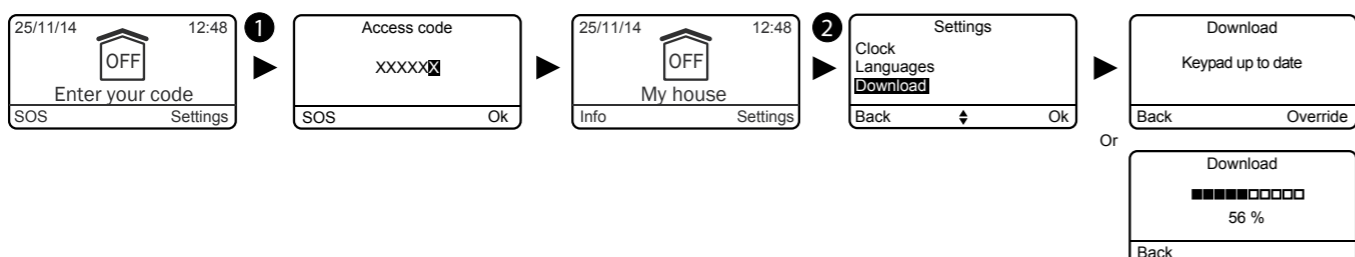 25/11/14 12:48
OFF
Enter your code
SOS Settings
1
Access code
XXXXXX
SOS Ok
25/11/14 12:48
OFF
My house
Info Settings
2
Settings
Clock
Languages
Download
Back Ok
Download
Keypad up to date
Back Override
Or
Download
56 %
Back